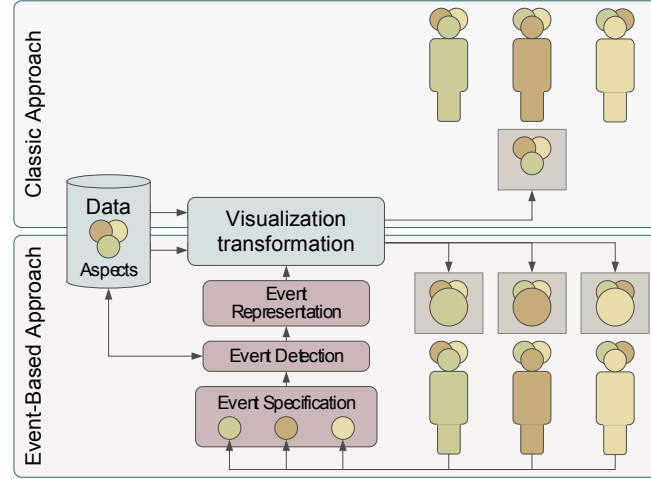 Classic Approach
Data
Aspects
Visualization
transformation
Event-Based Approach
Event
Representation
Event Detection
Event Specification